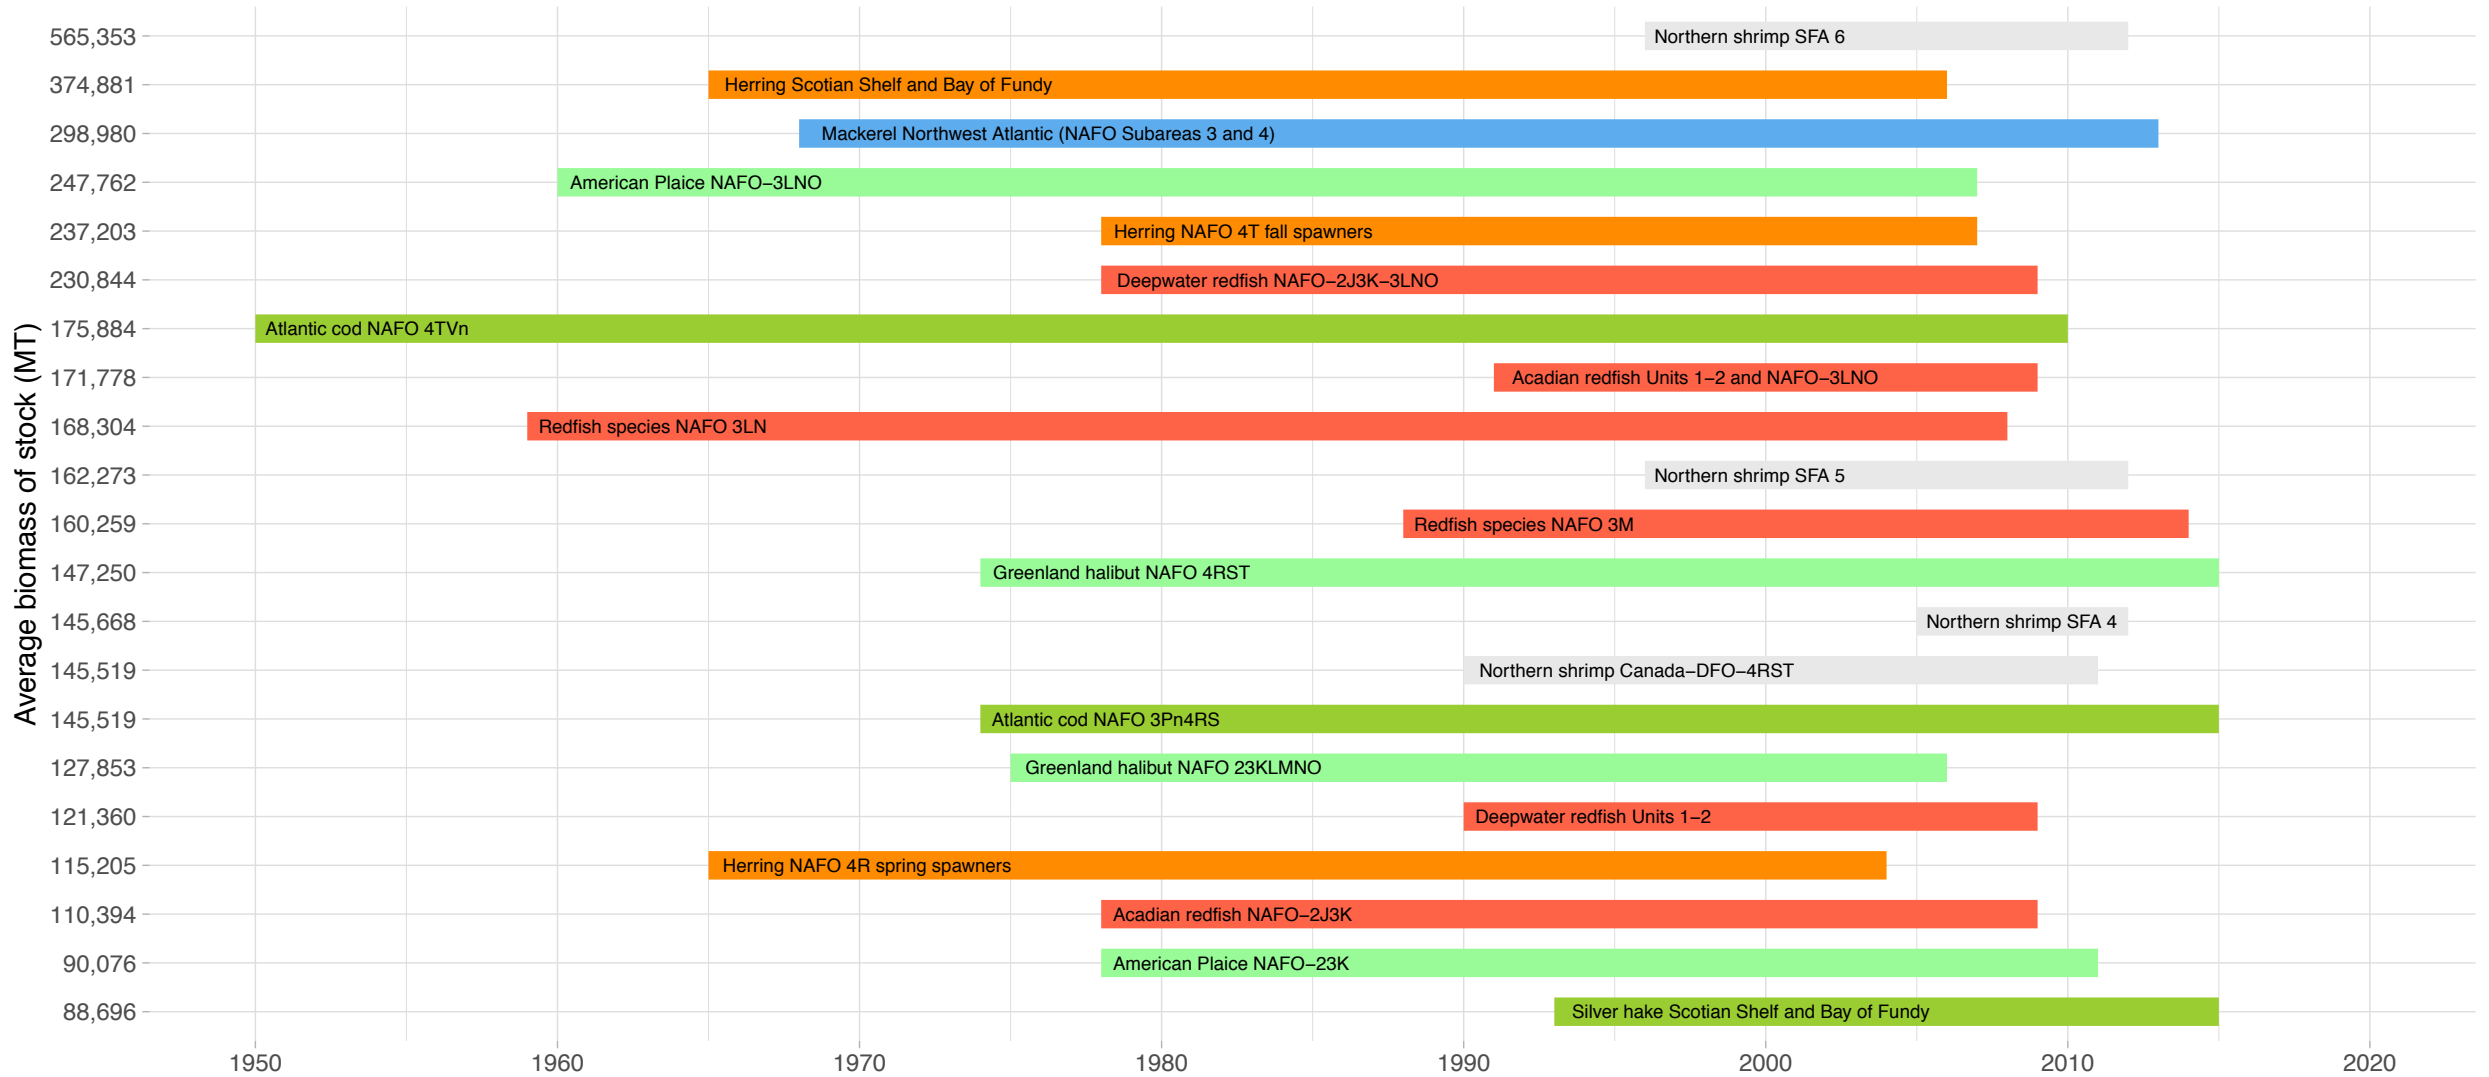 565,353 Northern shrimp SFA 6
374,881 Herring Scotian Shelf and Bay of Fundy
298,980 Mackerel Northwest Atlantic (NAFO Subareas 3 and 4)
247,762 American Plaice NAFO−3LNO
237,203 Herring NAFO 4T fall spawners
230,844 Deepwater redfish NAFO−2J3K−3LNO
175,884 Atlantic cod NAFO 4TVn
171,778 Acadian redfish Units 1−2 and NAFO−3LNO
168,304 Redfish species NAFO 3LN
162,273 Northern shrimp SFA 5
160,259 Redfish species NAFO 3M
147,250 Greenland halibut NAFO 4RST
145,668 Northern shrimp SFA 4
145,519 Northern shrimp Canada−DFO−4RST
145,519 Atlantic cod NAFO 3Pn4RS
127,853 Greenland halibut NAFO 23KLMNO
121,360 Deepwater redfish Units 1−2
115,205 Herring NAFO 4R spring spawners
110,394 Acadian redfish NAFO−2J3K
90,076 American Plaice NAFO−23K
88,696 Silver hake Scotian Shelf and Bay of Fundy
Average biomass of stock (MT)
1950 1960 1970 1980 1990 2000 2010 2020